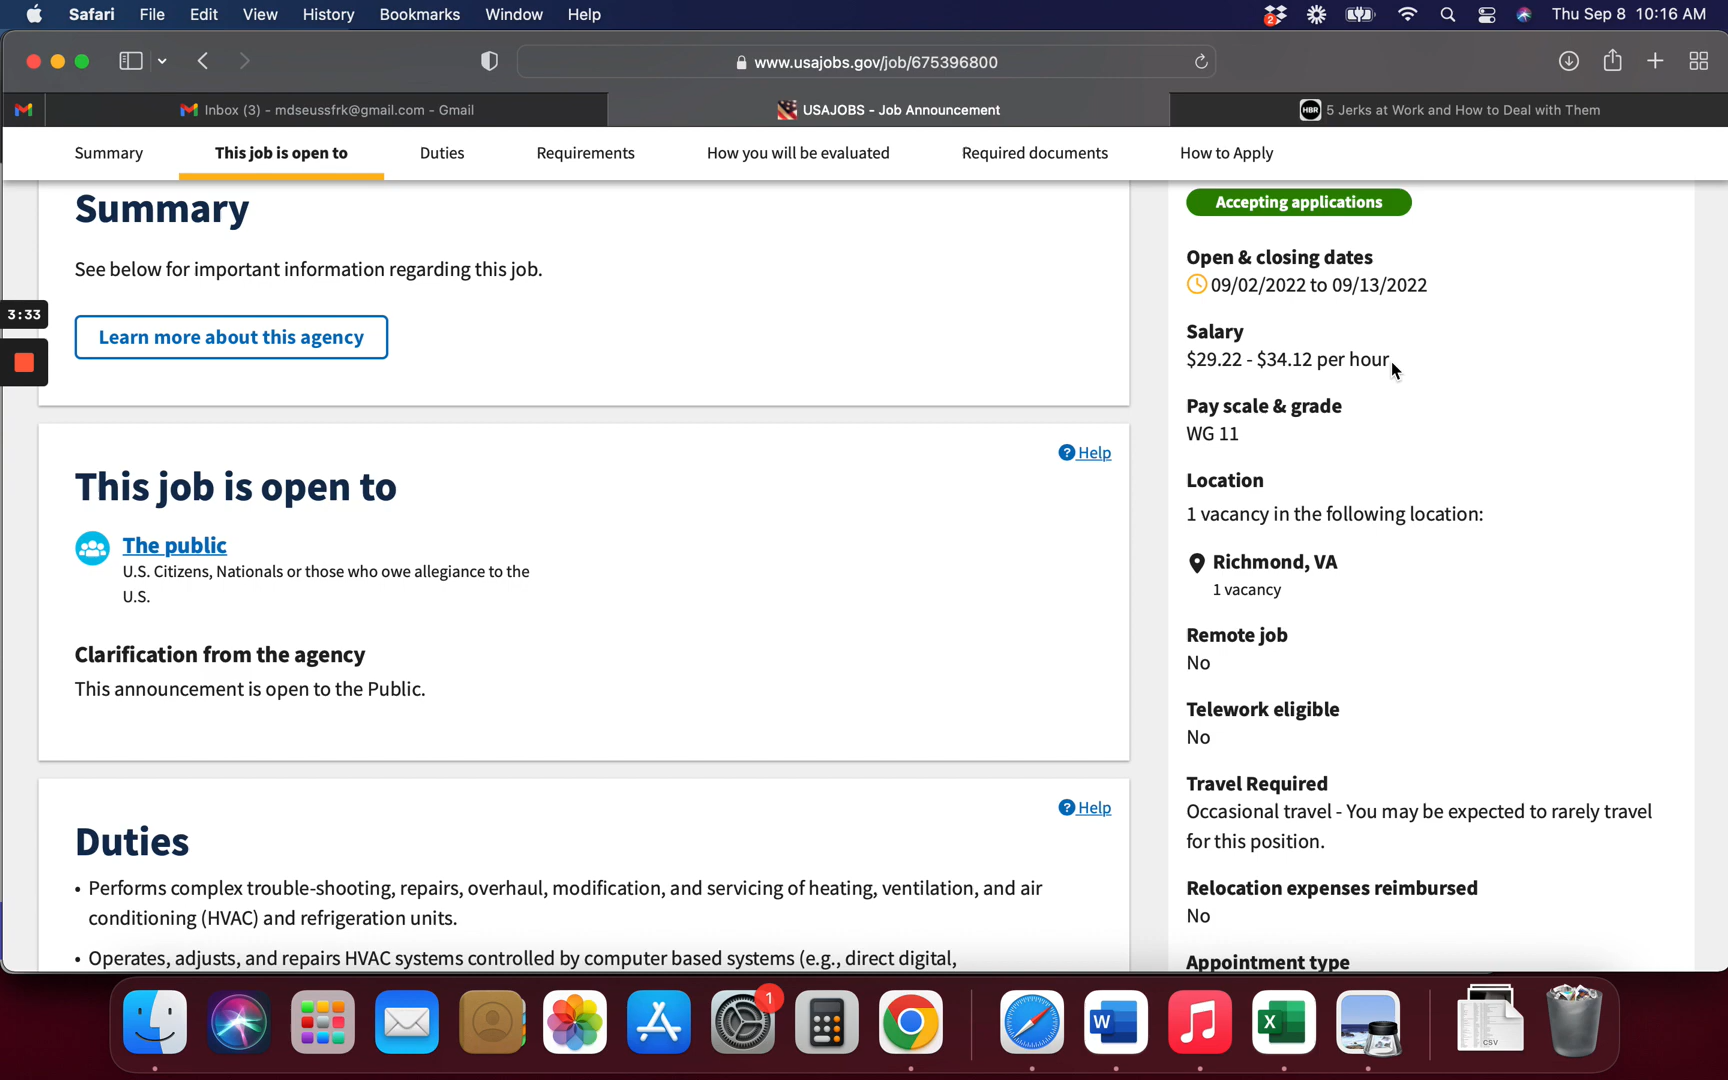 Safari File Edit View History Bookmarks Window Help
2
Thu Sep 8 10:16 AM
www.usajobs.gov/job/675396800
Inbox (3) - mdseussfrk@gmail.com - Gmail
USAJOBS - Job Announcement
HBR 5 Jerks at Work and How to Deal with Them
Summary
This job is open to
Duties
Requirements
How you will be evaluated
Required documents
How to Apply
Summary
See below for important information regarding this job.
3:33
Learn more about this agency
Help
This job is open to
The public
U.S. Citizens, Nationals or those who owe allegiance to the
U.S.
Clarification from the agency
This announcement is open to the Public.
Help
Duties
• Performs complex trouble-shooting, repairs, overhaul, modification, and servicing of heating, ventilation, and air
conditioning (HVAC) and refrigeration units.
• Operates, adjusts, and repairs HVAC systems controlled by computer based systems (e.g., direct digital,
Accepting applications
Open & closing dates
09/02/2022 to 09/13/2022
Salary
$29.22 - $34.12 per hour
Pay scale & grade
WG 11
Location
1 vacancy in the following location:
Richmond, VA
1 vacancy
Remote job
No
Telework eligible
No
Travel Required
Occasional travel - You may be expected to rarely travel
for this position.
Relocation expenses reimbursed
No
Appointment type
1
W
X
CSV